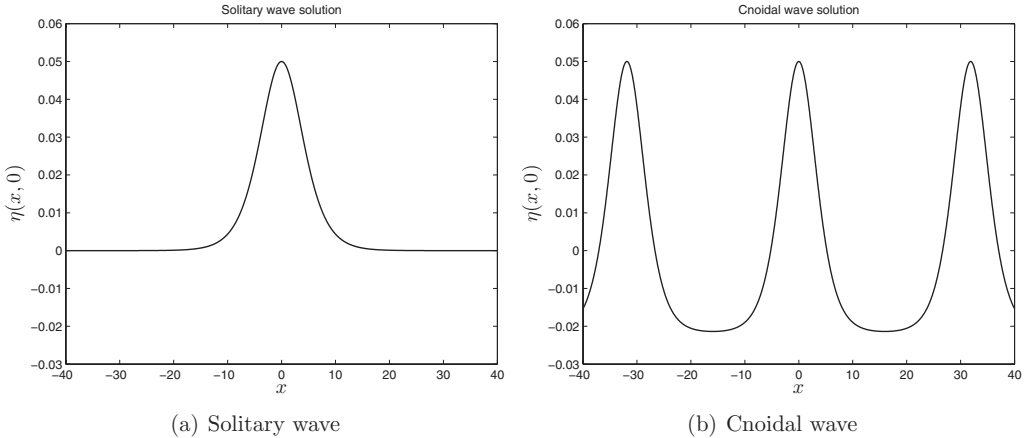 Solitary wave solution
0.06
0.05
0.04
0.03
0.02
0.01
0
−0.01
−0.02
−0.03
−40 −30 −20 −10 0 10 20 30 40
x
η(x, 0)
(a) Solitary wave
Cnoidal wave solution
0.06
0.05
0.04
0.03
0.02
0.01
0
−0.01
−0.02
−0.03
−40 −30 −20 −10 0 10 20 30 40
x
η(x, 0)
(b) Cnoidal wave